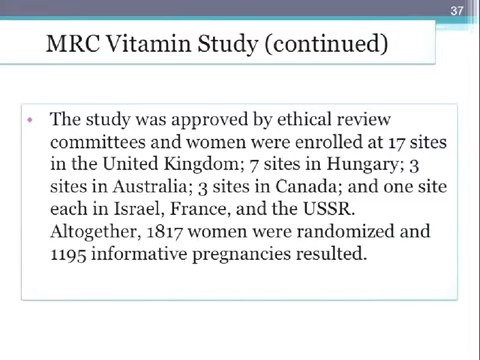 37
MRC Vitamin Study (continued)
• The study was approved by ethical review
committees and women were enrolled at 17 sites
in the United Kingdom; 7 sites in Hungary; 3
sites in Australia; 3 sites in Canada; and one site
each in Israel, France, and the USSR.
Altogether, 1817 women were randomized and
1195 informative pregnancies resulted.